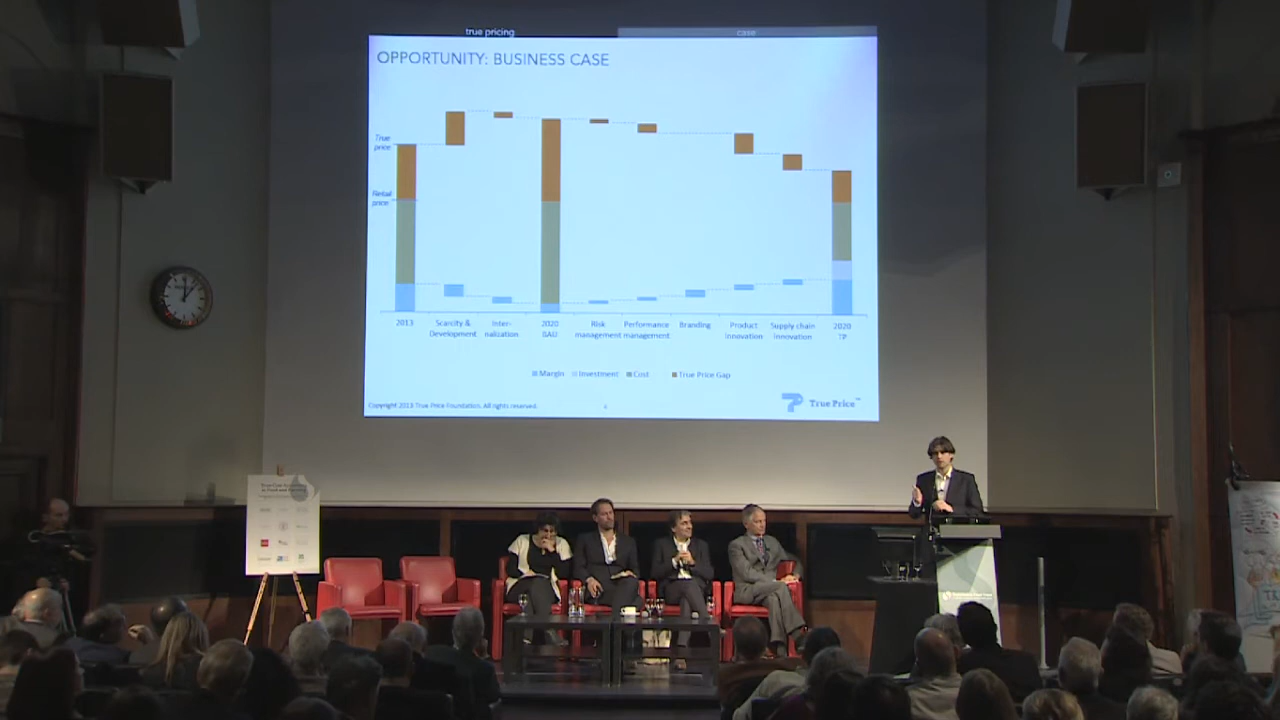 true pricing
case
OPPORTUNITY: BUSINESS CASE
True
price
Retail
price
2013
Scarcity &
Development
Inter-
nalization
2020
BAU
Risk
management
Performance
management
Branding
Product
Innovation
Supply chain
Innovation
2020
TP
Margin
Investment
Cost
True Price Gap
Copyright 2013 True Price Foundation. All rights reserved.
True Price™